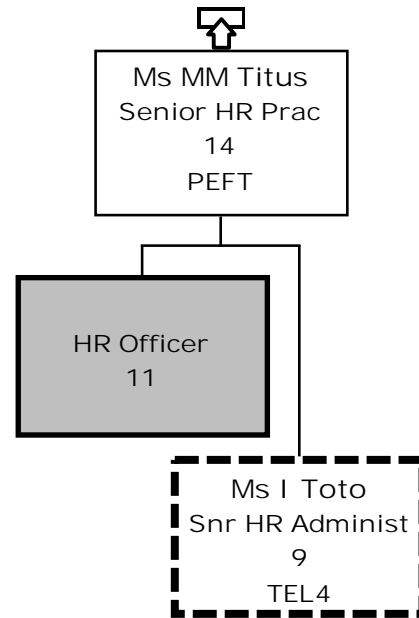 Ms MM Titus
Senior HR Prac
14
PEFT
HR Officer
11
Ms I Toto
Snr HR Administ
9
TEL4